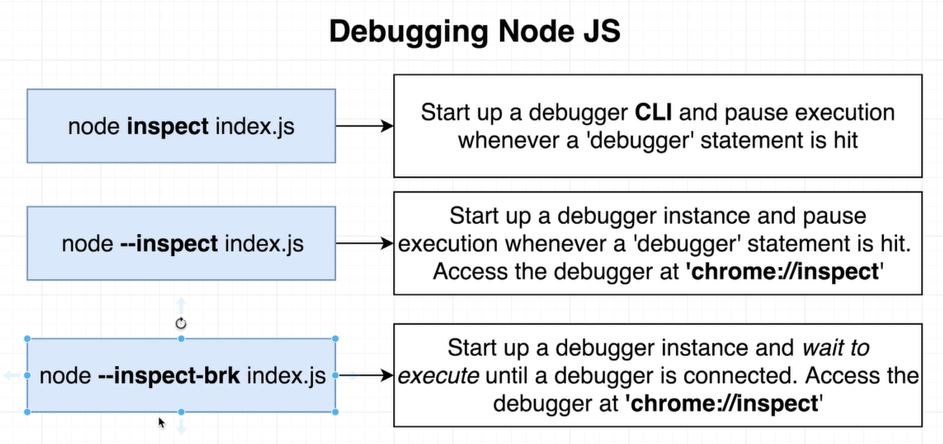 Debugging Node JS
node inspect index.js
Start up a debugger CLI and pause execution
whenever a 'debugger' statement is hit
node --inspect index.js
Start up a debugger instance and pause
execution whenever a 'debugger' statement is hit.
Access the debugger at 'chrome://inspect'
node --inspect-brk index.js
Start up a debugger instance and wait to
execute until a debugger is connected. Access the
debugger at 'chrome://inspect'